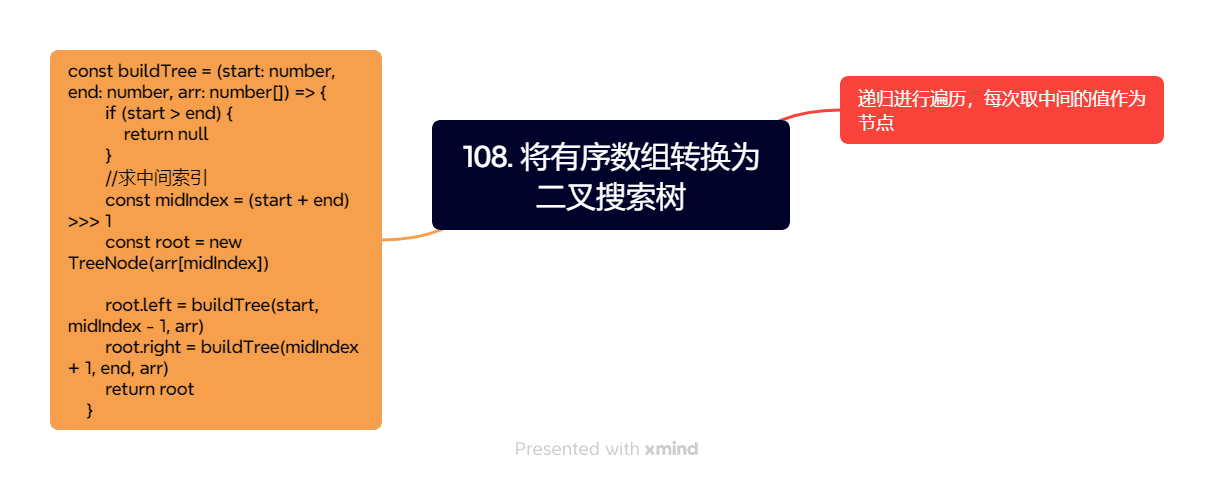 const buildTree = (start: number,
end: number, arr: number[]) => {
if (start > end) {
return null
}
//求中间索引
const midIndex = (start + end)
>>> 1
const root = new
TreeNode(arr[midIndex])
root.left = buildTree(start,
midIndex - 1, arr)
root.right = buildTree(midIndex
+ 1, end, arr)
return root
}
108. 将有序数组转换为
二叉搜索树
递归进行遍历，每次取中间的值作为
节点
Presented with xmind